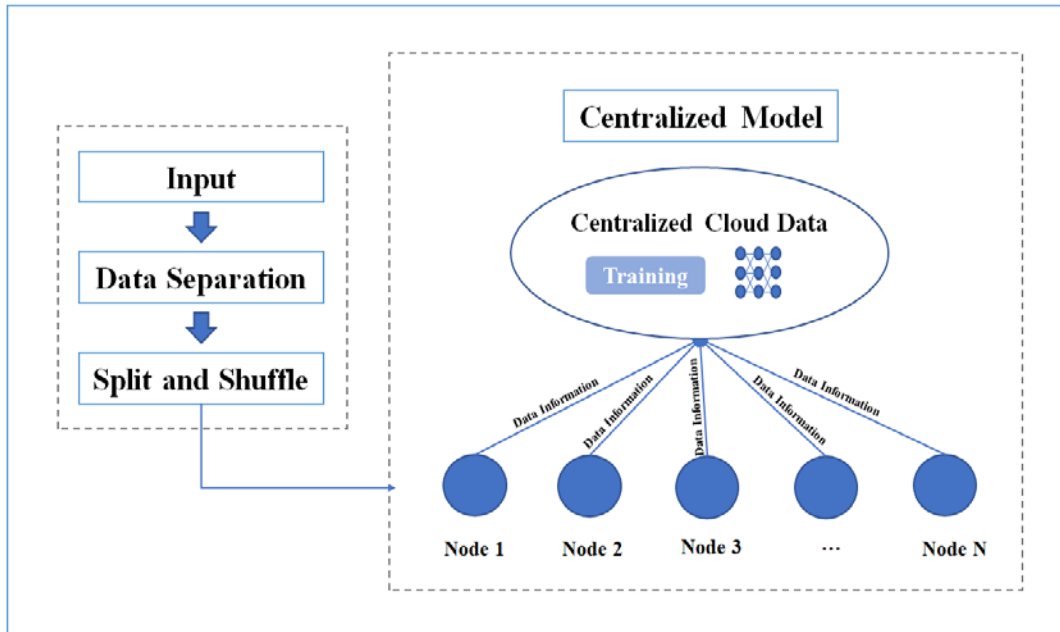 Input
Data Separation
Split and Shuffle
Centralized Model
Centralized Cloud Data
Training
Data Information
Data Information
Data Information
Data Information
Data Information
Node 1
Node 2
Node 3
...
Node N